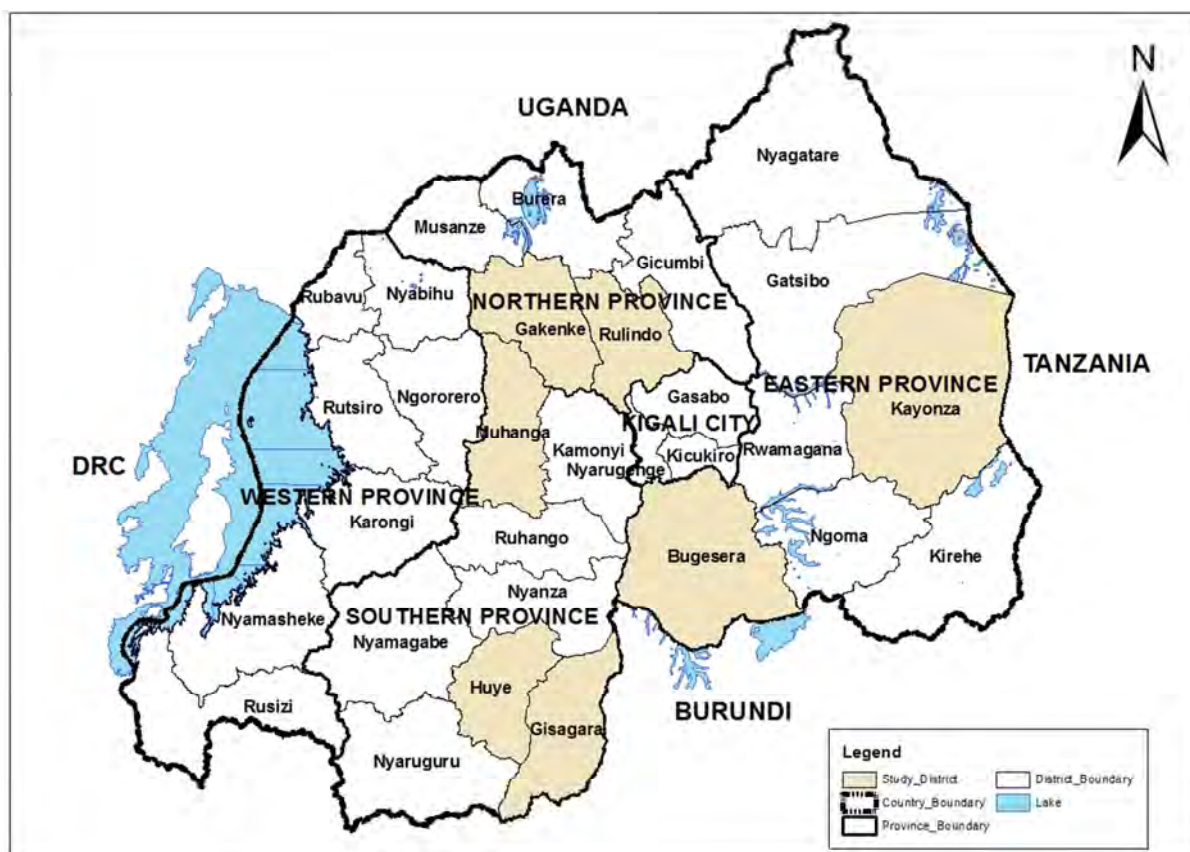 N
UGANDA
Nyagatare
Burera
Musanze
Gicumbi
Gatsibo
Rubavu
Nyabihu
NORTHERN PROVINCE
Gakenke
Rulindo
TANZANIA
EASTERN PROVINCE
Kayonza
Gasabo
KIGALI CITY
Rutsiro
Ngororero
Muhanga
Kamonyi
Nyarugenge
Kicukiro
Rwamagana
DRC
WESTERN PROVINCE
Karongi
Ruhango
Bugesera
Ngoma
Kirehe
Nyanza
Nyamasheke
SOUTHERN PROVINCE
Nyamagabe
Huye
Rusizi
BURUNDI
Gisagara
Nyaruguru
Legend
Study_District
District_Boundary
Country_Boundary
Lake
Province_Boundary